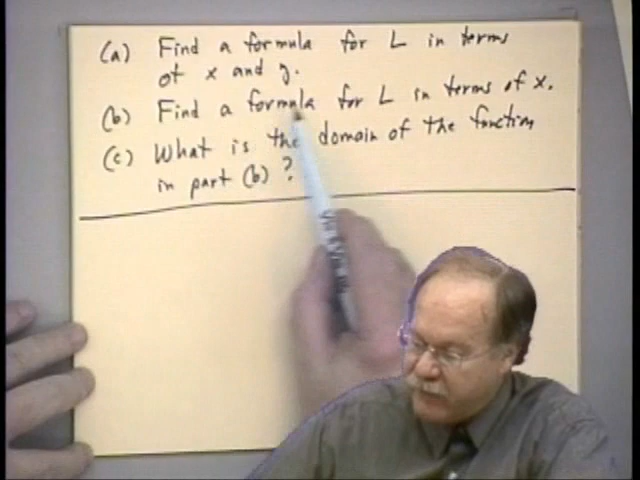 (a) Find a formula for L in terms
of x and y.
(b) Find a formula for L in terms of x.
(c) What is the domain of the function
in part (b)?